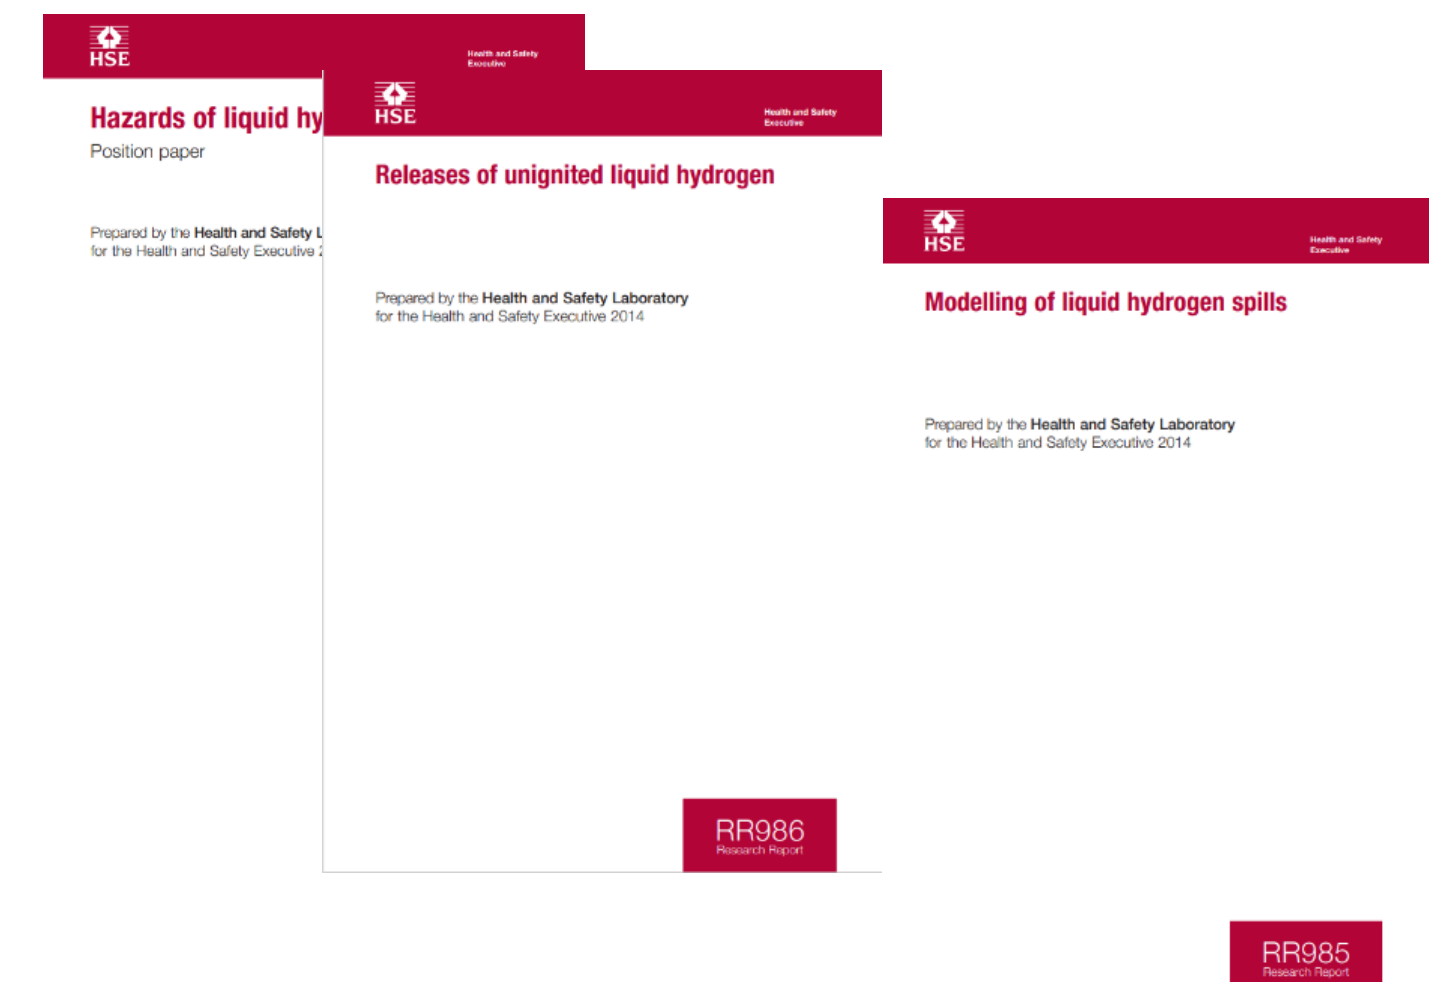 HSE
Health and Safety
Executive
Hazards of liquid hy
Position paper
Prepared by the Health and Safety L
for the Health and Safety Executive
HSE
Health and Safety
Executive
Releases of unignited liquid hydrogen
Prepared by the Health and Safety Laboratory
for the Health and Safety Executive 2014
RR986
Research Report
HSE
Health and Safety
Executive
Modelling of liquid hydrogen spills
Prepared by the Health and Safety Laboratory
for the Health and Safety Executive 2014
RR985
Research Report